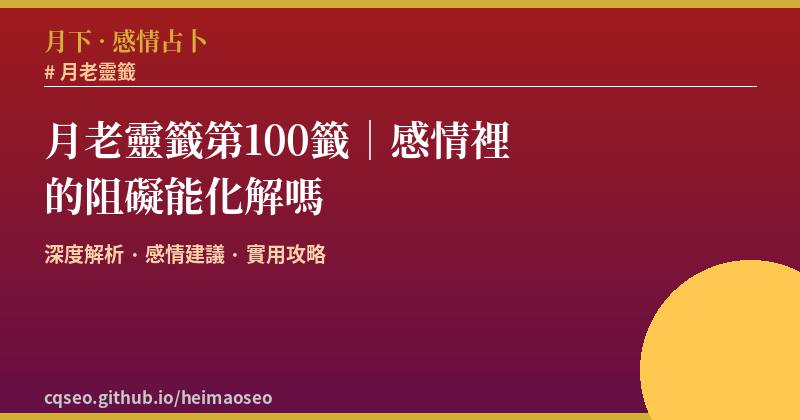 月下 · 感情占卜
# 月老靈籤
月老靈籤第100籤｜感情裡
的阻礙能化解嗎
深度解析 · 感情建議 · 實用攻略
cqseo.github.io/heimaoseo